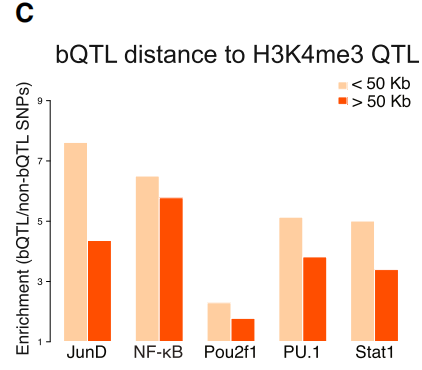 C
bQTL distance to H3K4me3 QTL
< 50 Kb
> 50 Kb
Enrichment (bQTL/non-bQTL SNPs)
9
7
5
3
1
JunD NF-κB Pou2f1 PU.1 Stat1